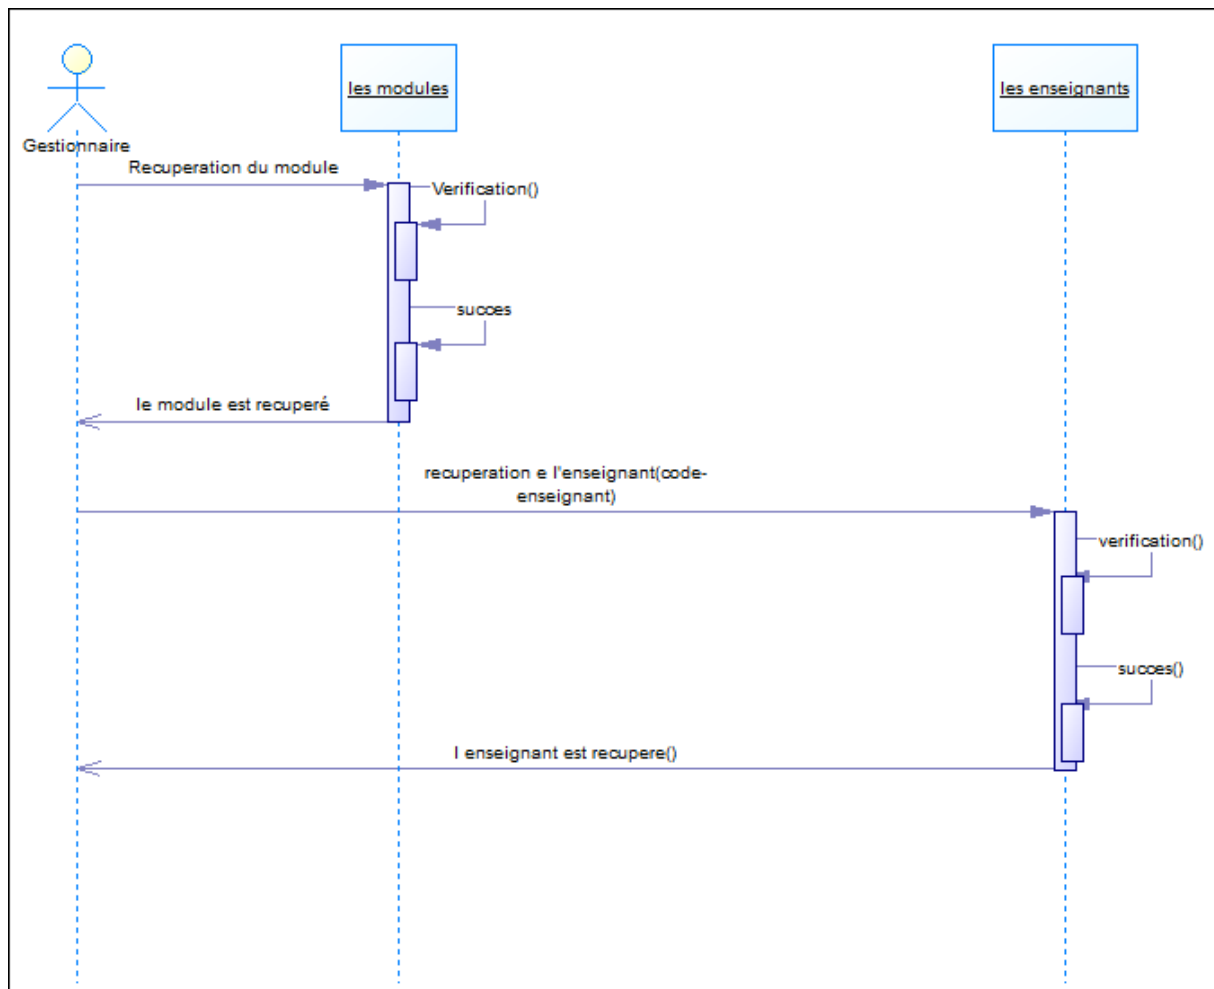 les modules
les enseignants
Gestionnaire
Recuperation du module
Verification()
succes
le module est recuperé
recuperation e l'enseignant(code-
enseignant)
verification()
succes()
l enseignant est recupere()